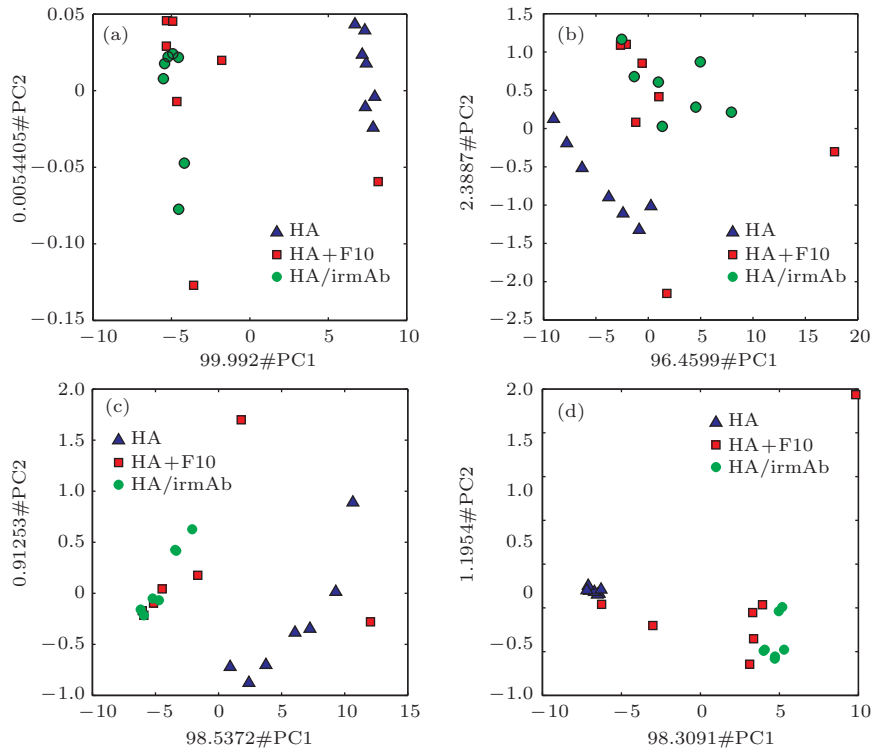 (a)
0.05
0
−0.05
−0.10
−0.15
0.0054405#PC2
HA
HA+F10
HA/irmAb
−10
−5
0
5
10
99.992#PC1
(b)
1.5
1.0
0.5
0
−0.5
−1.0
−1.5
−2.0
−2.5
2.3887#PC2
HA
HA+F10
HA/irmAb
−10
−5
0
5
10
15
20
96.4599#PC1
(c)
2.0
1.5
1.0
0.5
0
−0.5
−1.0
0.91253#PC2
HA
HA+F10
HA/irmAb
−10
−5
0
5
10
15
98.5372#PC1
(d)
2.0
1.5
1.0
0.5
0
−0.5
−1.0
1.1954#PC2
HA
HA+F10
HA/irmAb
−10
−5
0
5
10
98.3091#PC1